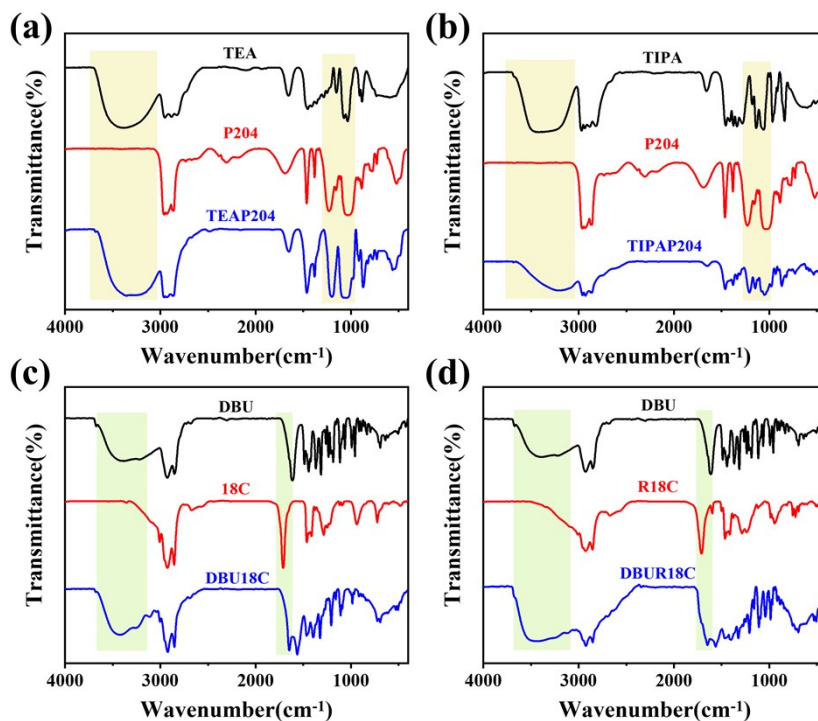 (a)
TEA
P204
TEAP204
Transmittance(%)
4000 3000 2000 1000
Wavenumber(cm-1)
(b)
TIPA
P204
TIPAP204
Transmittance(%)
4000 3000 2000 1000
Wavenumber(cm-1)
(c)
DBU
18C
DBU18C
Transmittance(%)
4000 3000 2000 1000
Wavenumber(cm-1)
(d)
DBU
R18C
DBUR18C
Transmittance(%)
4000 3000 2000 1000
Wavenumber(cm-1)